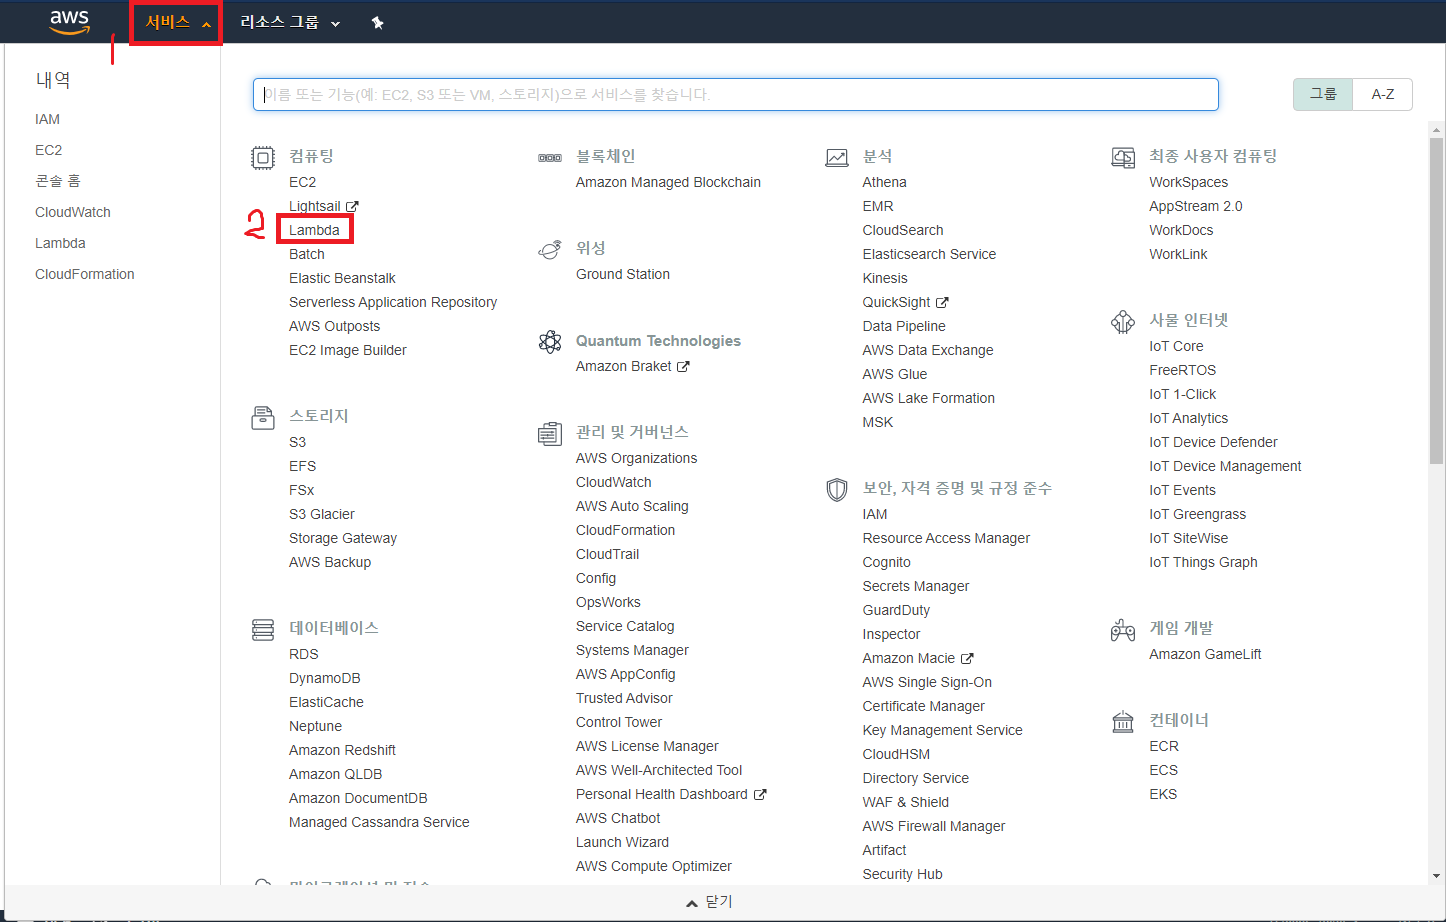 aws
서비스
리소스 그룹
1
내역
IAM
EC2
콘솔 홈
CloudWatch
Lambda
CloudFormation
이름 또는 기능(예: EC2, S3 또는 VM, 스토리지)으로 서비스를 찾습니다.
그룹
A-Z
컴퓨팅
EC2
Lightsail
2
Lambda
Batch
Elastic Beanstalk
Serverless Application Repository
AWS Outposts
EC2 Image Builder
스토리지
S3
EFS
FSx
S3 Glacier
Storage Gateway
AWS Backup
데이터베이스
RDS
DynamoDB
ElastiCache
Neptune
Amazon Redshift
Amazon QLDB
Amazon DocumentDB
Managed Cassandra Service
블록체인
Amazon Managed Blockchain
위성
Ground Station
Quantum Technologies
Amazon Braket
관리 및 거버넌스
AWS Organizations
CloudWatch
AWS Auto Scaling
CloudFormation
CloudTrail
Config
OpsWorks
Service Catalog
Systems Manager
AWS AppConfig
Trusted Advisor
Control Tower
AWS License Manager
AWS Well-Architected Tool
Personal Health Dashboard
AWS Chatbot
Launch Wizard
AWS Compute Optimizer
분석
Athena
EMR
CloudSearch
Elasticsearch Service
Kinesis
QuickSight
Data Pipeline
AWS Data Exchange
AWS Glue
AWS Lake Formation
MSK
보안, 자격 증명 및 규정 준수
IAM
Resource Access Manager
Cognito
Secrets Manager
GuardDuty
Inspector
Amazon Macie
AWS Single Sign-On
Certificate Manager
Key Management Service
CloudHSM
Directory Service
WAF & Shield
AWS Firewall Manager
Artifact
Security Hub
최종 사용자 컴퓨팅
WorkSpaces
AppStream 2.0
WorkDocs
WorkLink
사물 인터넷
IoT Core
FreeRTOS
IoT 1-Click
IoT Analytics
IoT Device Defender
IoT Device Management
IoT Events
IoT Greengrass
IoT SiteWise
IoT Things Graph
게임 개발
Amazon GameLift
컨테이너
ECR
ECS
EKS
닫기